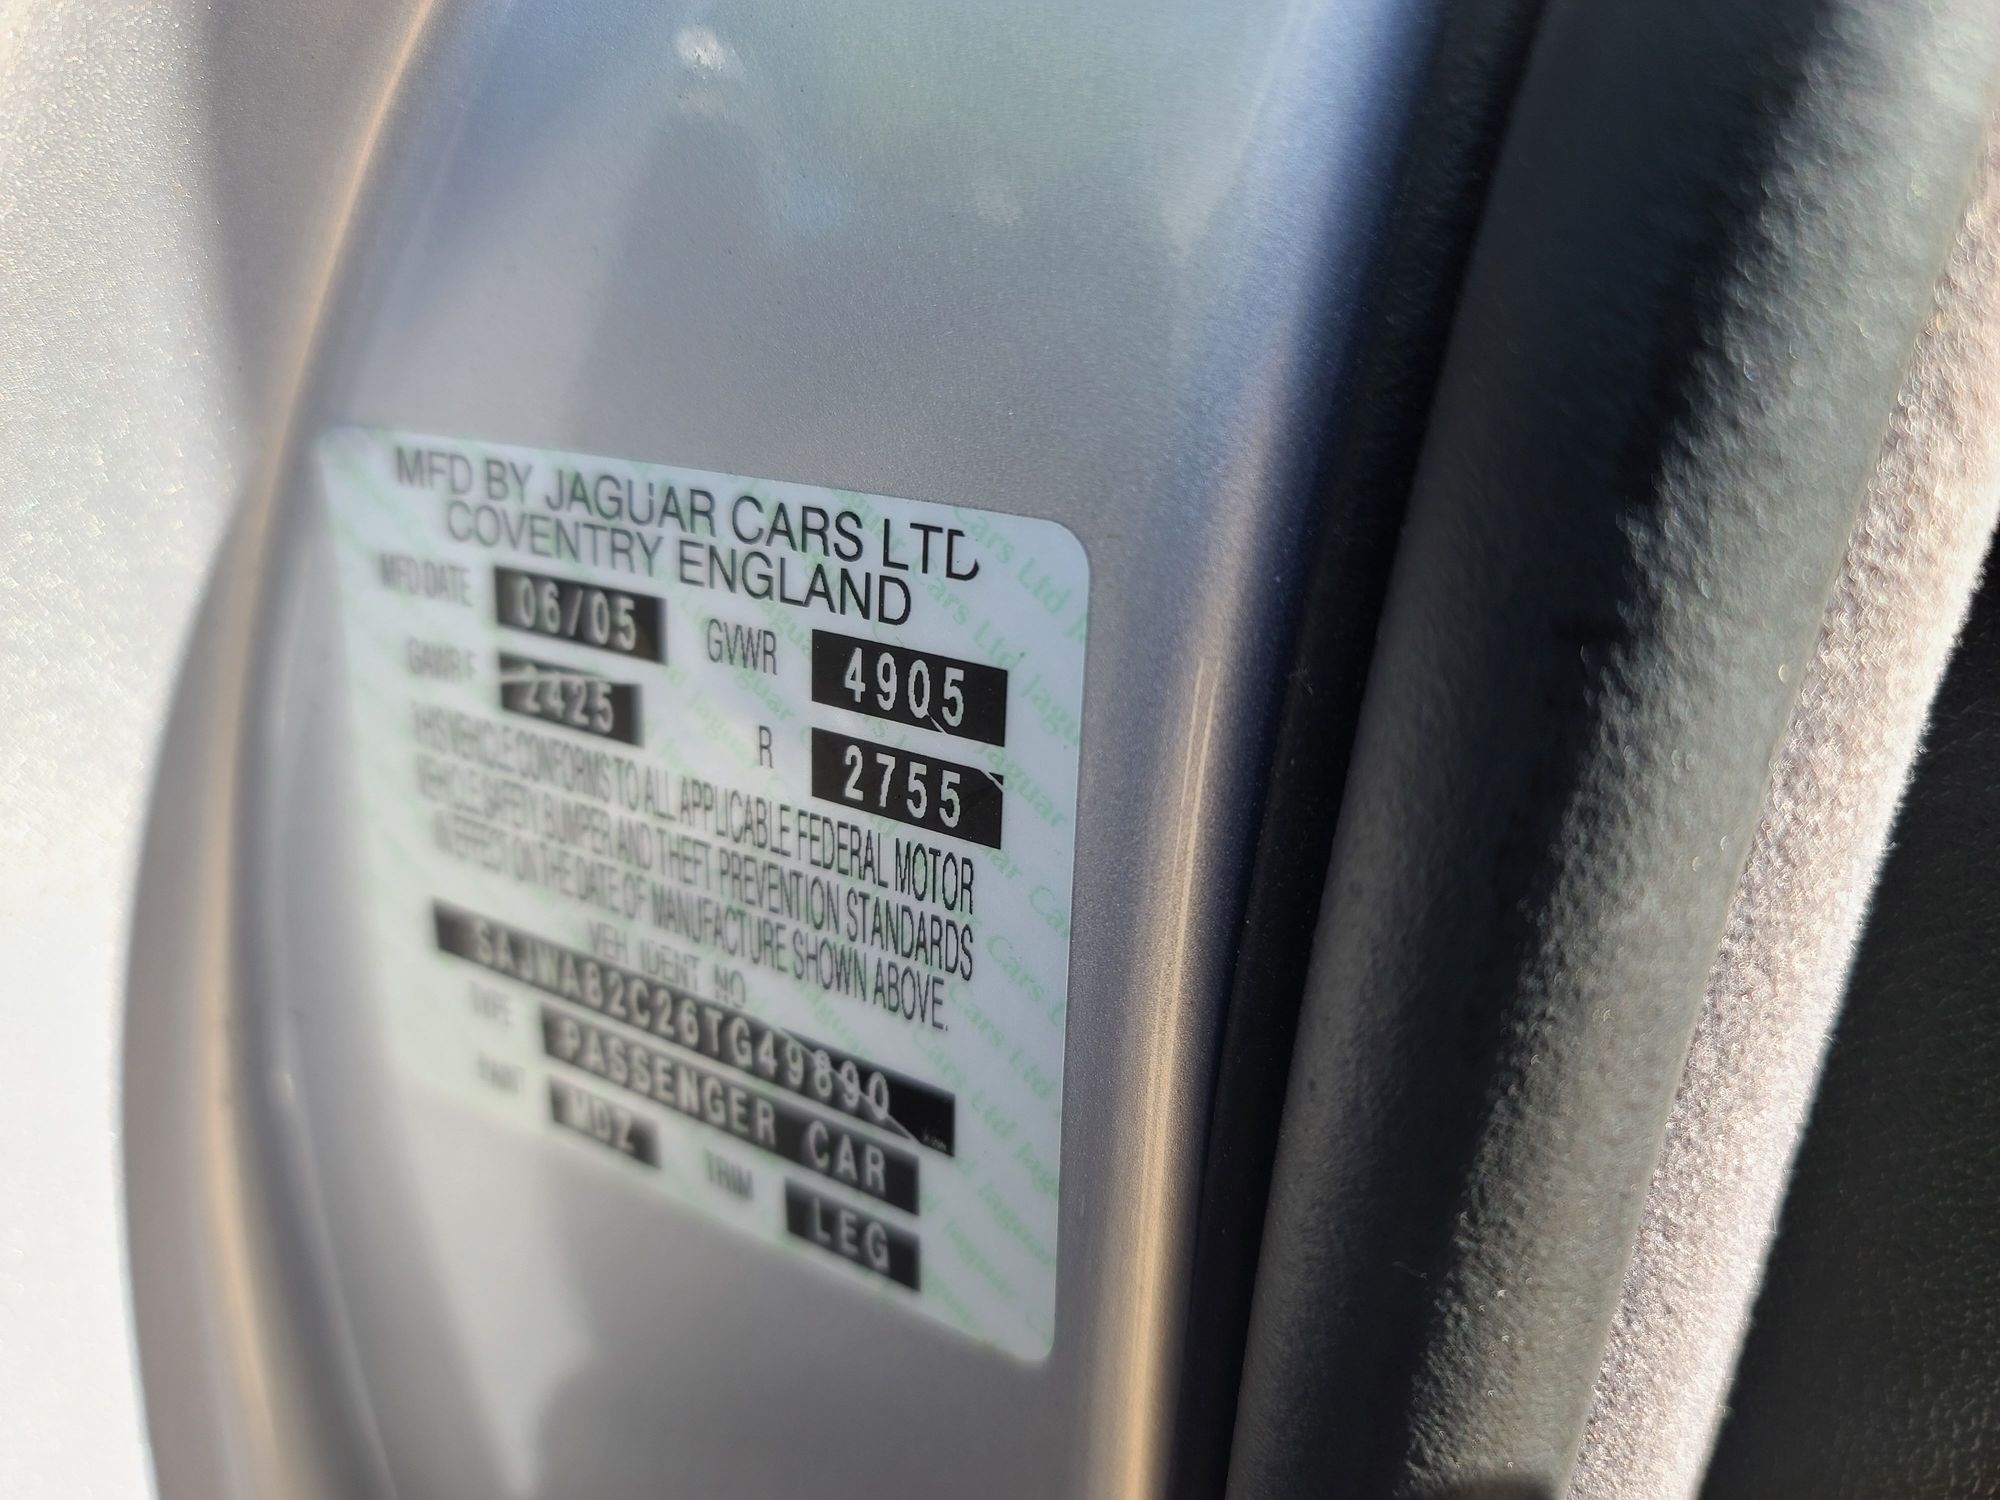 MFD BY JAGUAR CARS LTD
COVENTRY ENGLAND
MFD DATE 06/05 GVWR 4905
GAWR F 2425 R 2755
THIS VEHICLE CONFORMS TO ALL APPLICABLE FEDERAL MOTOR
VEHICLE SAFETY, BUMPER AND THEFT PREVENTION STANDARDS
IN EFFECT ON THE DATE OF MANUFACTURE SHOWN ABOVE.
VEH IDENT NO
SAJWA82C26TG49890
TYPE PASSENGER CAR
PAINT MDZ TRIM LEG